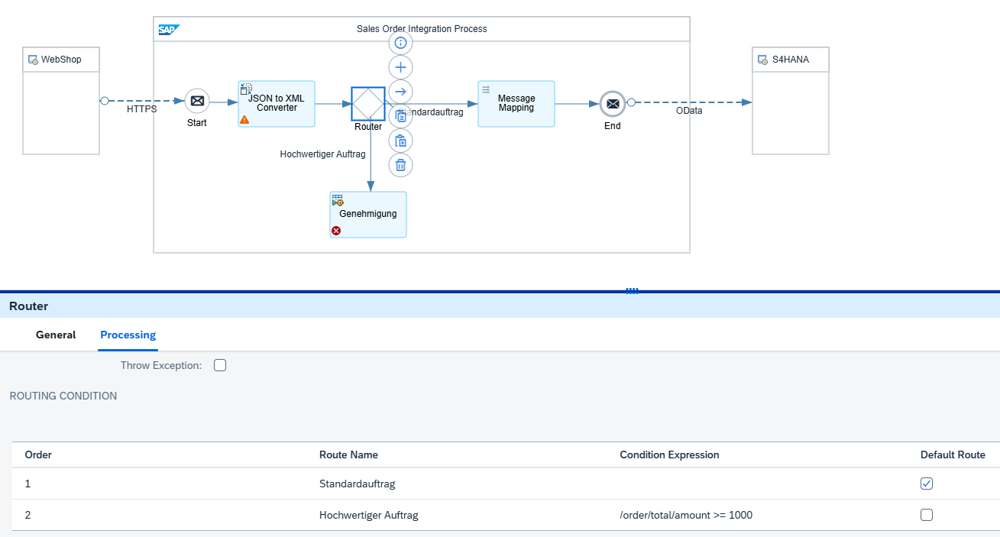 SAP
Sales Order Integration Process
WebShop
S4HANA
HTTPS
Start
JSON to XML
Converter
Router
ndardauftrag
Message
Mapping
End
OData
Hochwertiger Auftrag
Genehmigung
Router
General Processing
Throw Exception:
ROUTING CONDITION
Order Route Name Condition Expression Default Route
1 Standardauftrag
2 Hochwertiger Auftrag /order/total/amount >= 1000